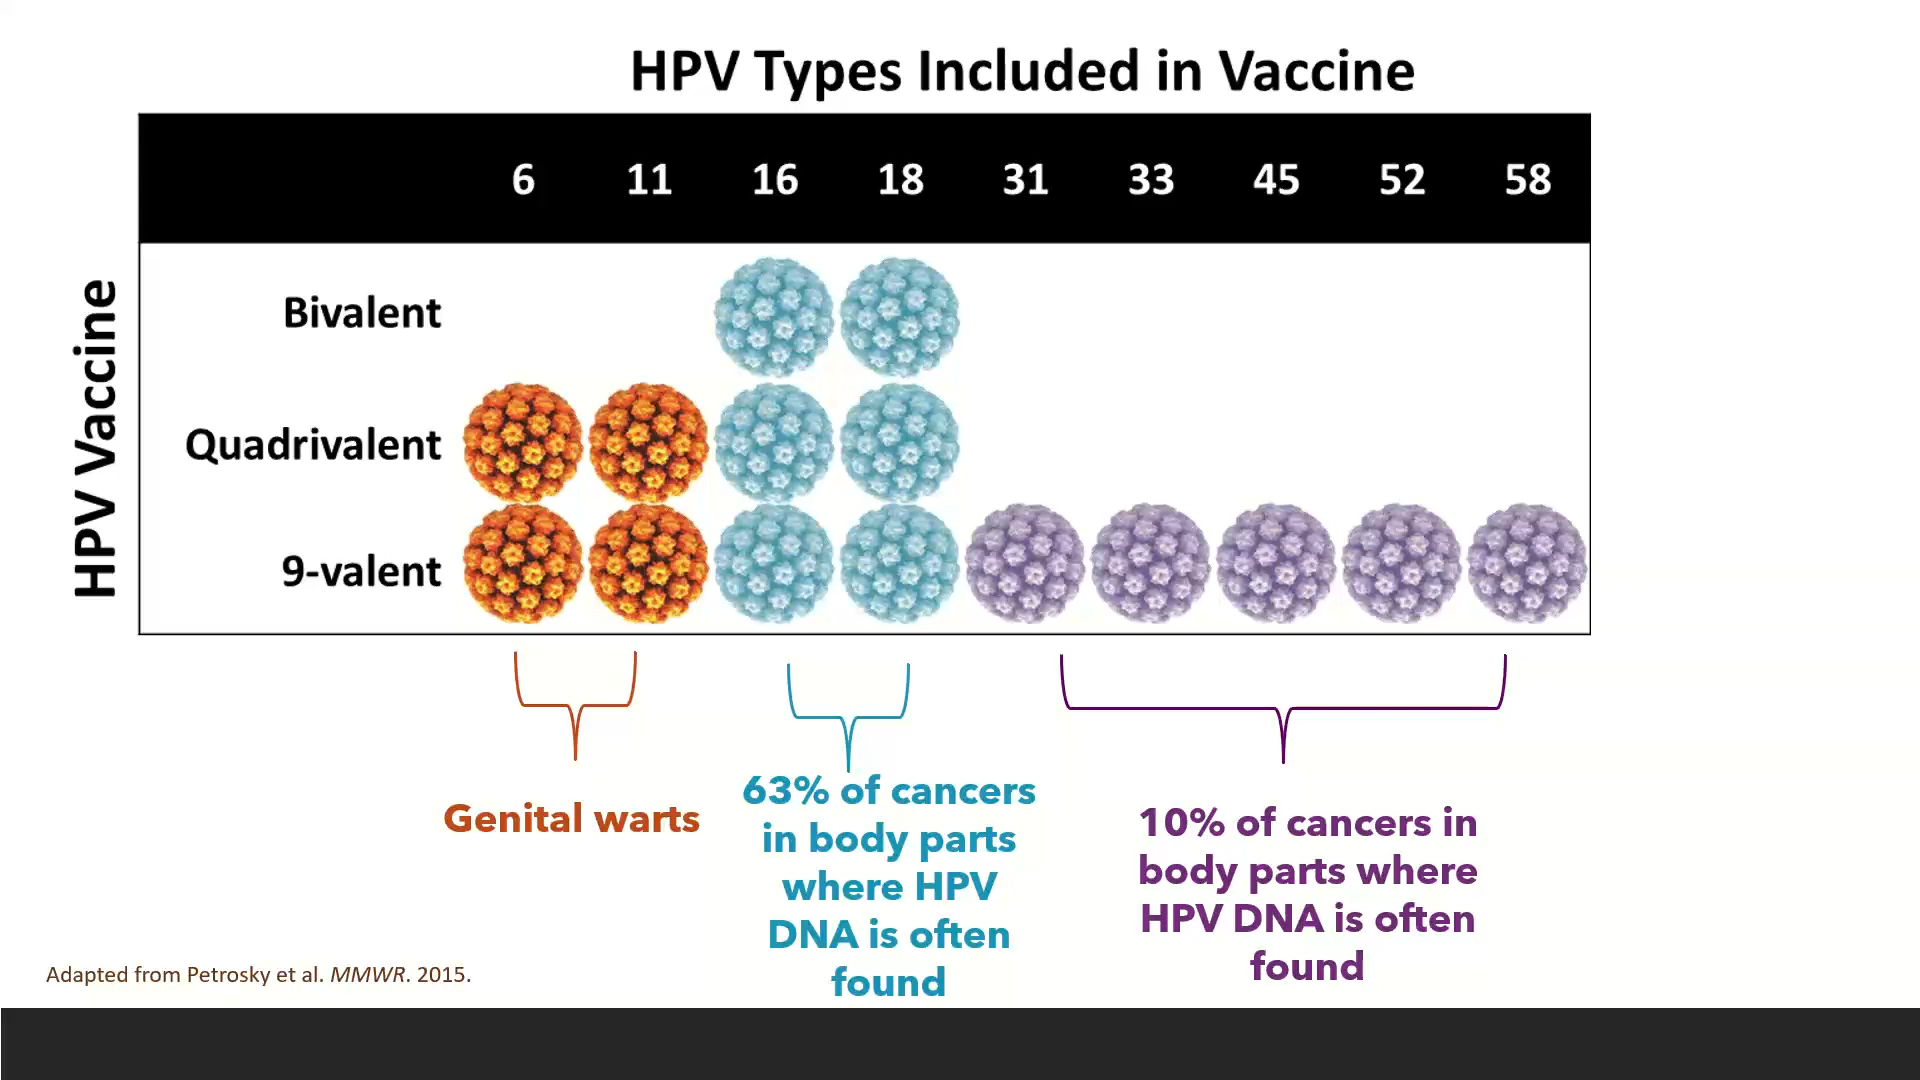 HPV Types Included in Vaccine
6 11 16 18 31 33 45 52 58
HPV Vaccine
Bivalent
Quadrivalent
9-valent
Genital warts
63% of cancers
in body parts
where HPV
DNA is often
found
10% of cancers in
body parts where
HPV DNA is often
found
Adapted from Petrosky et al. MMWR. 2015.